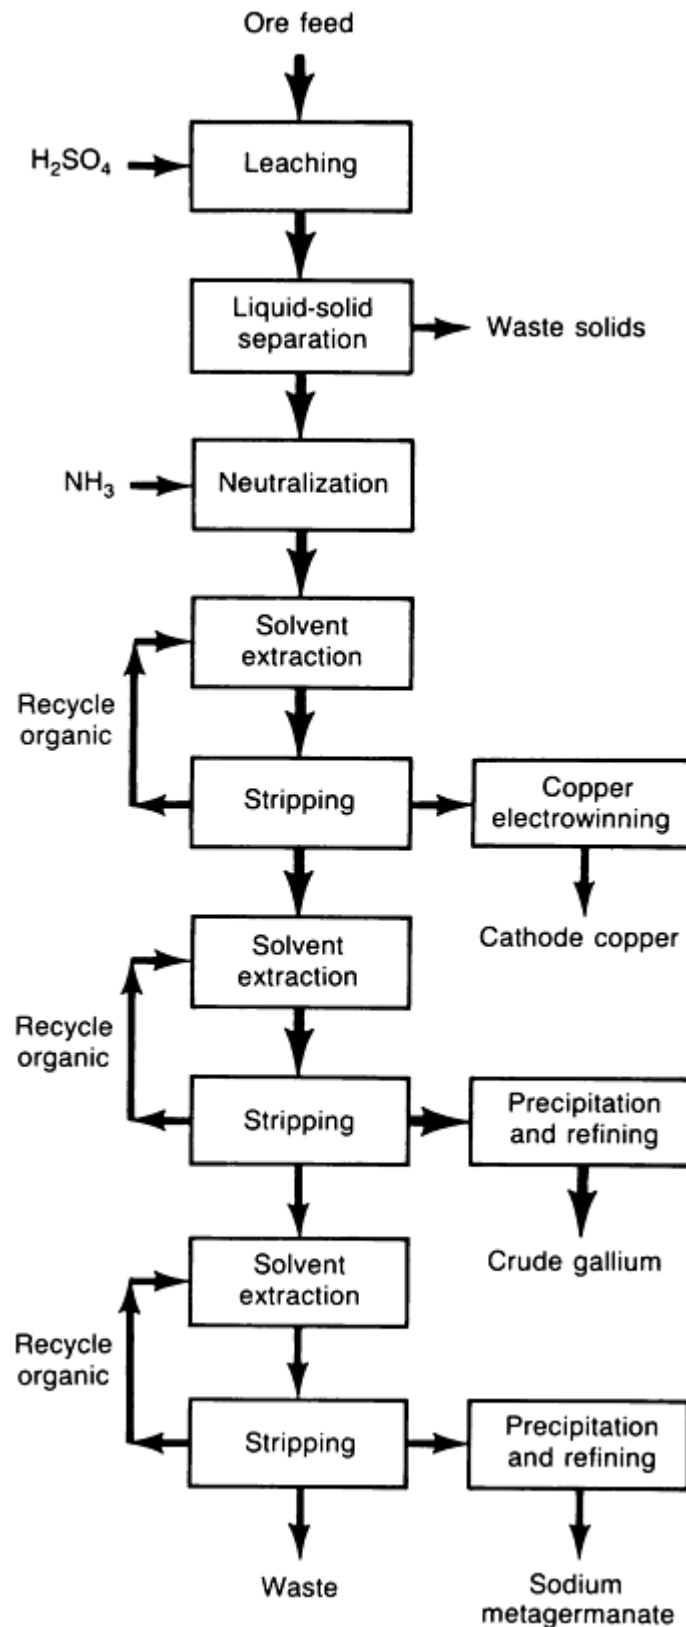 Ore feed
H₂SO₄
Leaching
Liquid-solid
separation
Waste solids
NH₃
Neutralization
Solvent
extraction
Recycle
organic
Stripping
Copper
electrowinning
Cathode copper
Solvent
extraction
Recycle
organic
Stripping
Precipitation
and refining
Crude gallium
Solvent
extraction
Recycle
organic
Stripping
Precipitation
and refining
Waste
Sodium
metagermanate